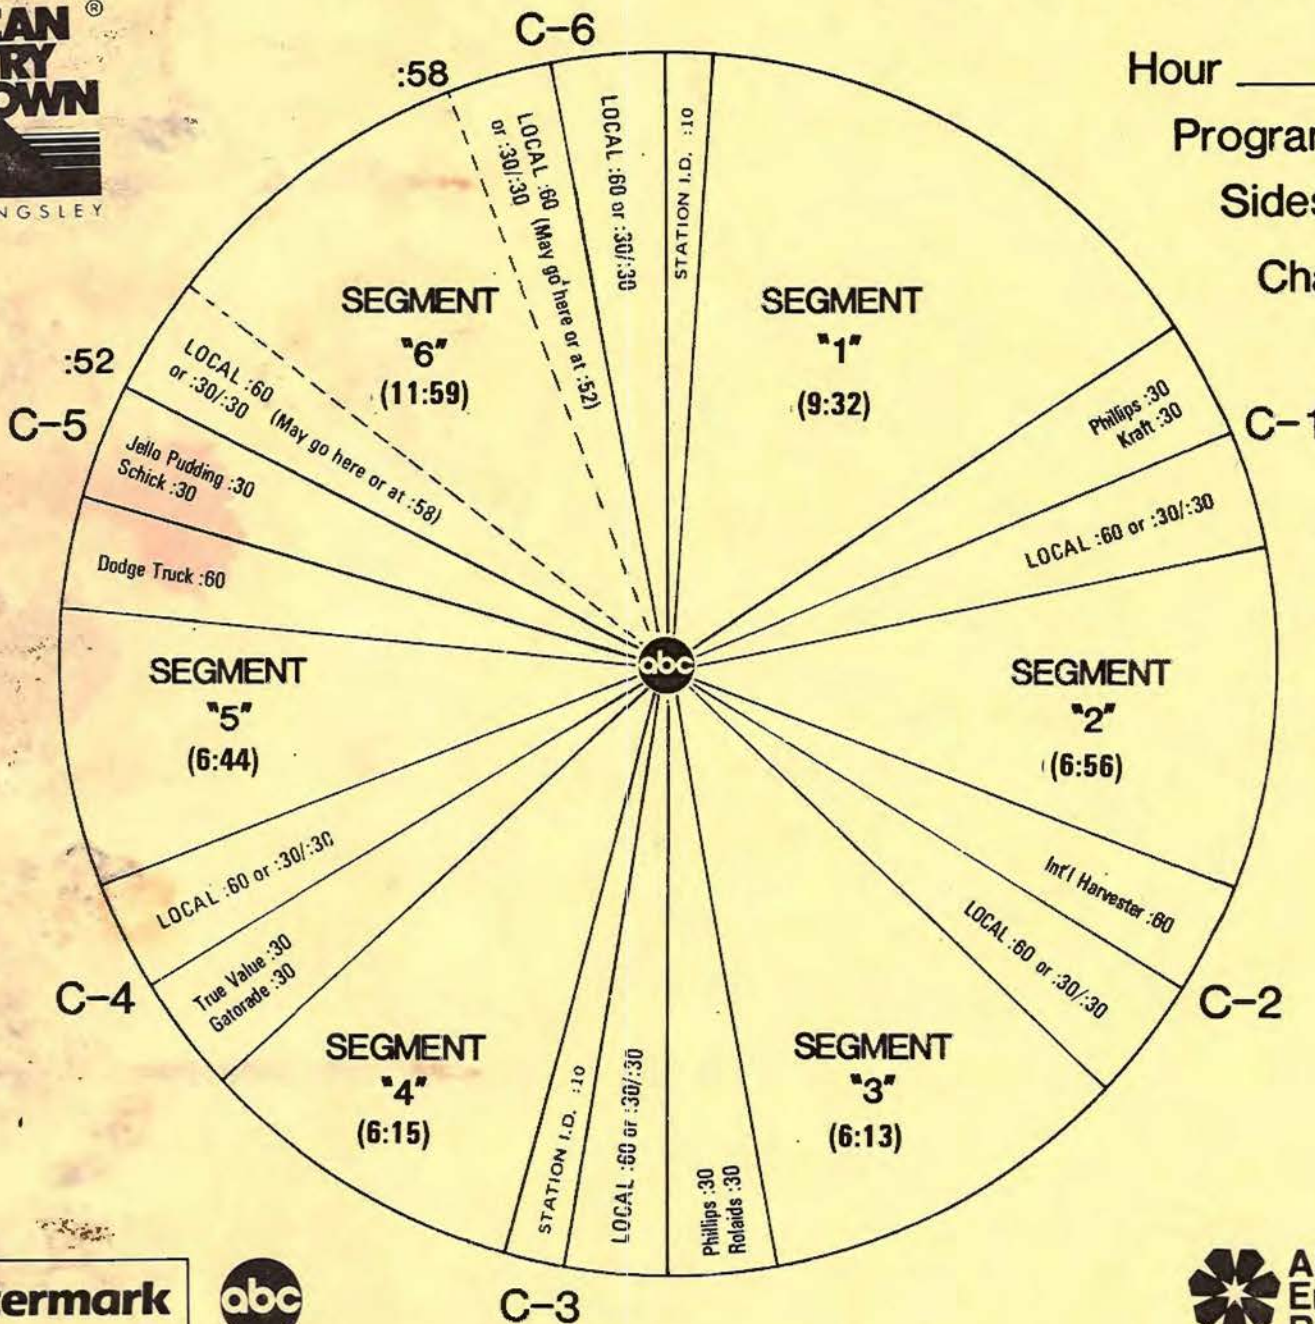 C-6
:58
Hour
STATION I.D. :10
SEGMENT
"1"
(9:32)
Phillips :30
Kraft :30
C-1
LOCAL :60 or :30/:30
SEGMENT
"2"
(6:56)
Int'l Harvester :60
C-2
LOCAL :60 or :30/:30
SEGMENT
"3"
(6:13)
Phillips :30
Rolaids :30
C-3
LOCAL :60 or :30/:30
STATION I.D. :10
SEGMENT
"4"
(6:15)
True Value :30
Gatorade :30
C-4
LOCAL :60 or :30/:30
SEGMENT
"5"
(6:44)
Dodge Truck :60
Jello Pudding :30
Schick :30
C-5
:52
LOCAL :60
or :30/:30 (May go here or at :58)
SEGMENT
"6"
(11:59)
LOCAL :60
or :30/:30 (May go here or at :52)
LOCAL :60 or :30/:30
abc
abc